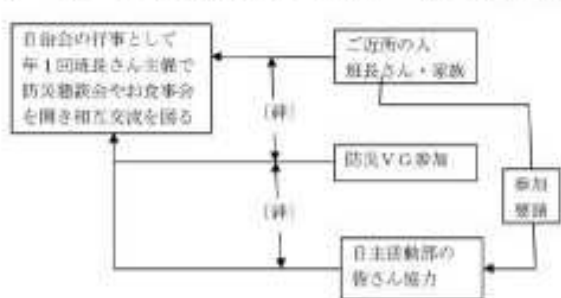 自治会の行事として
年1回班長さん主催で
防災懇談会やお食事会
を開き相互交流を図る
ご近所の人
班長さん・家族
(絆)
防災VG参加
(絆)
参加
要請
自主活動部の
皆さん協力